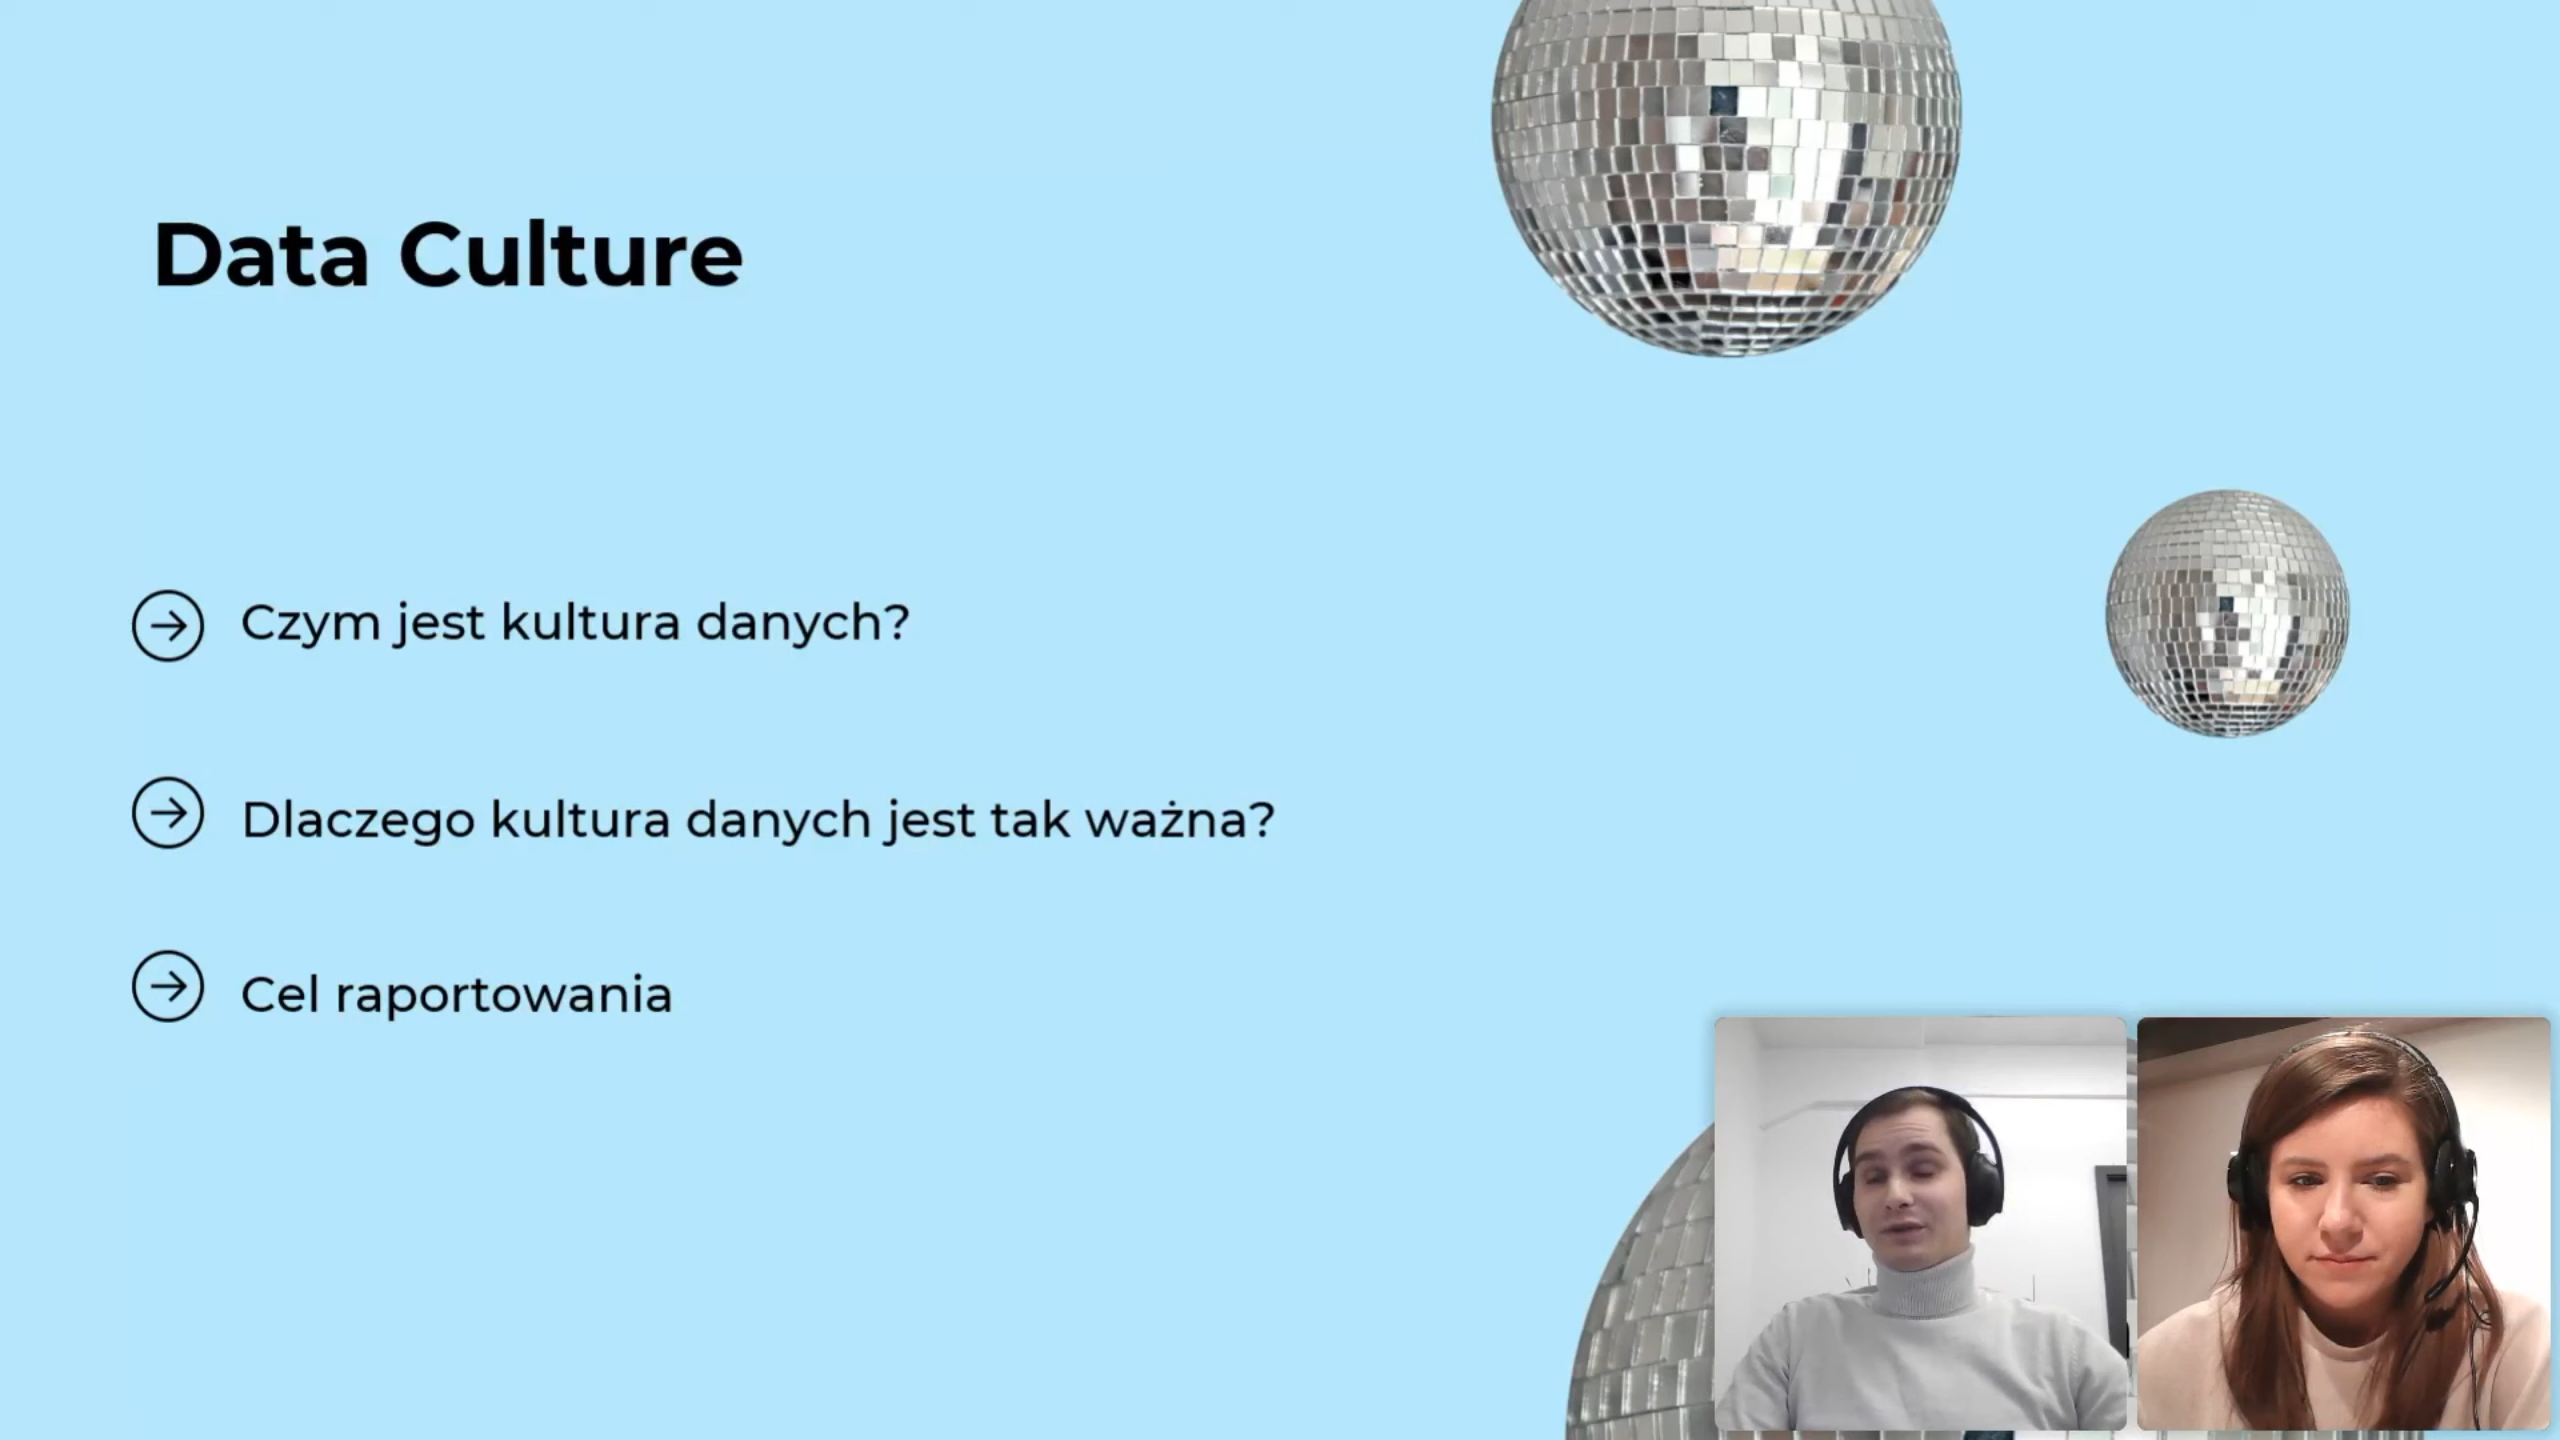 Data Culture
Czym jest kultura danych?
Dlaczego kultura danych jest tak ważna?
Cel raportowania